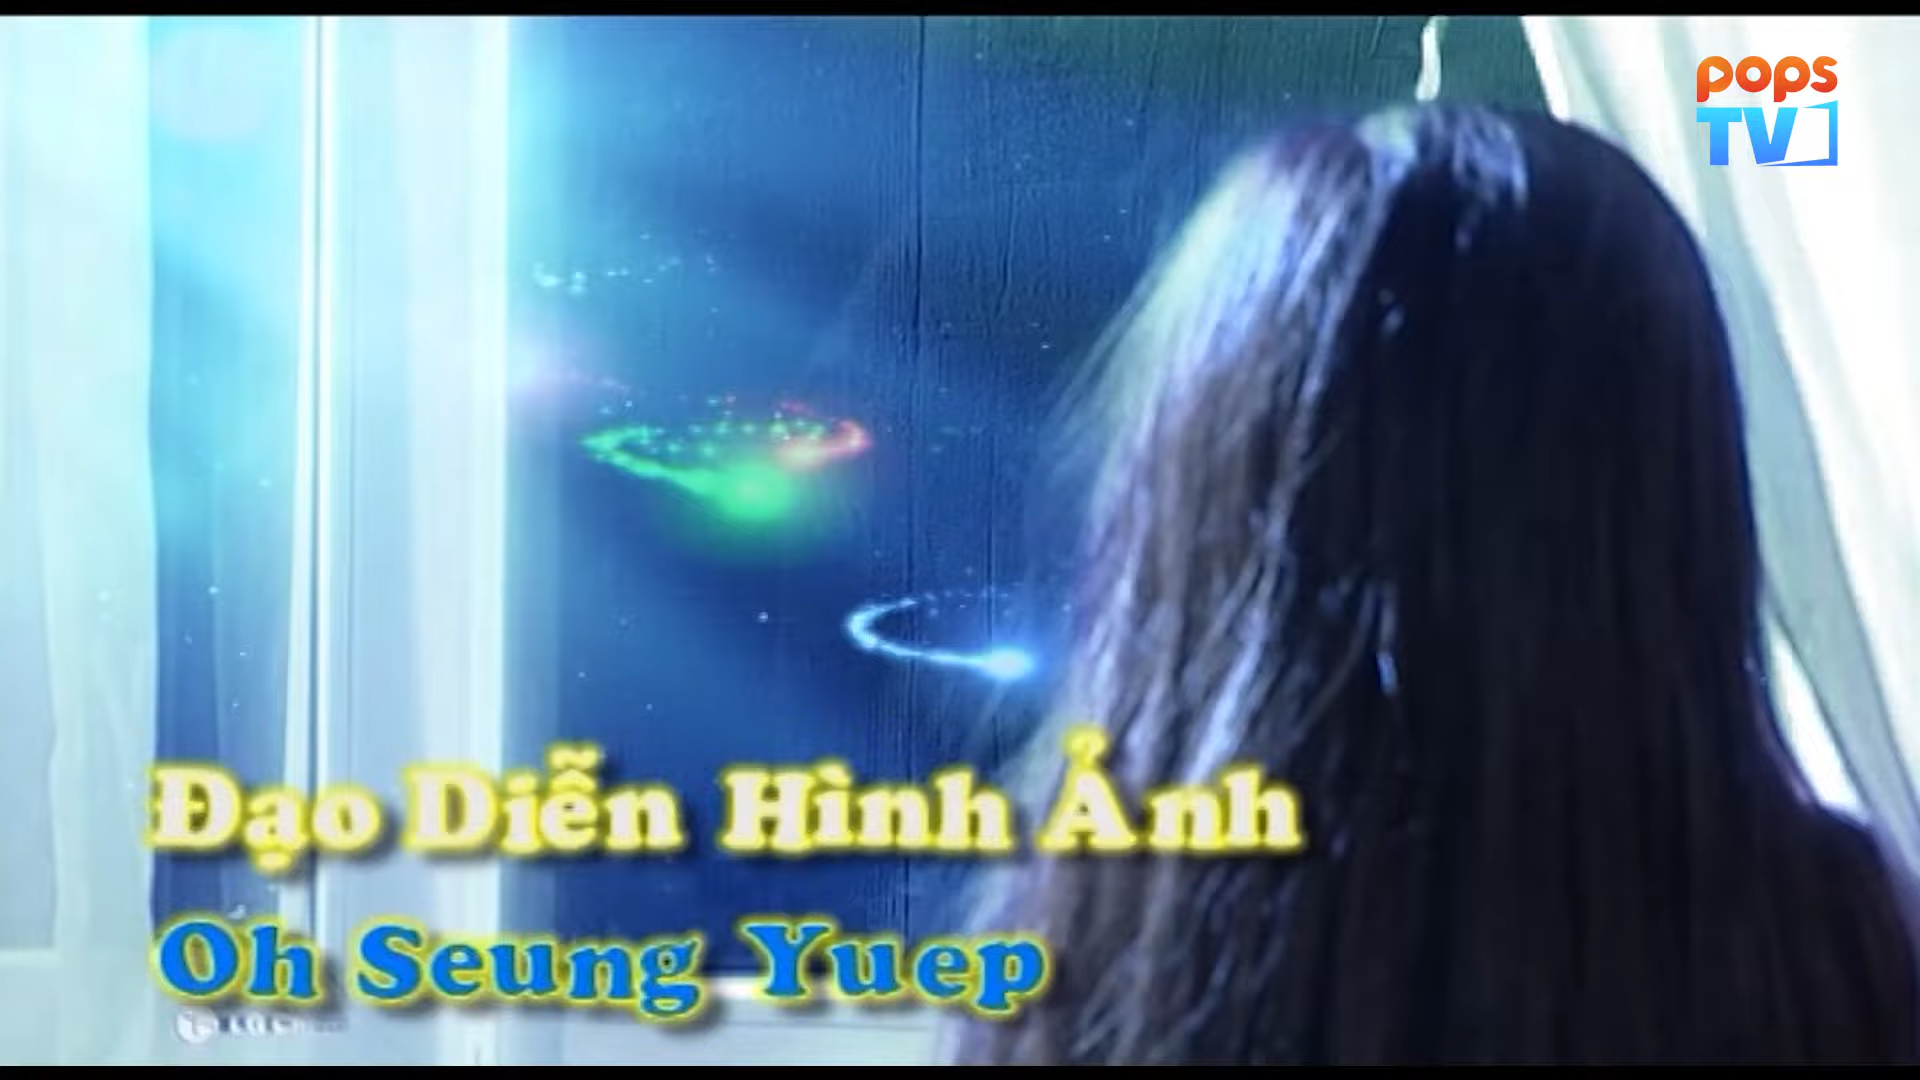 pops
TV
Đạo Diễn Hình Ảnh
Oh Seung Yuep